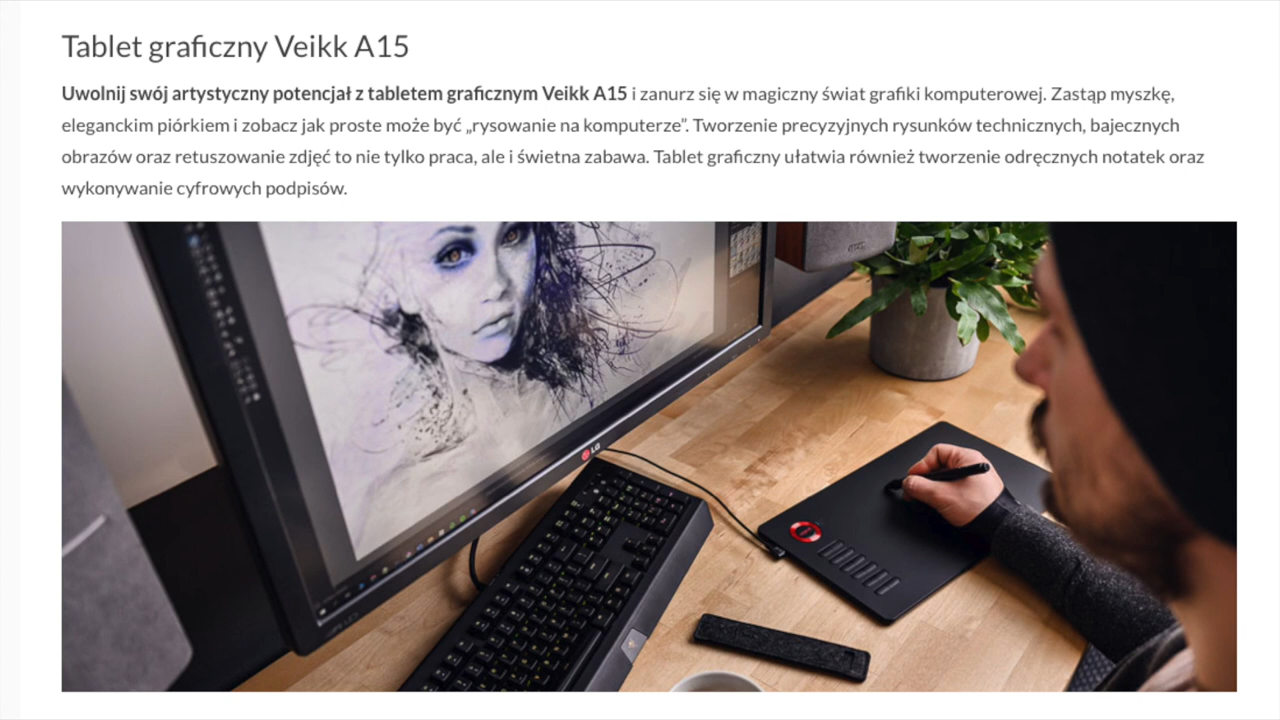 Tablet graficzny Veikk A15
Uwolnij swój artystyczny potencjał z tabletem graficznym Veikk A15 i zanurz się w magiczny świat grafiki komputerowej. Zastąp myszkę,
eleganckim piórkiem i zobacz jak proste może być „rysowanie na komputerze”. Tworzenie precyzyjnych rysunków technicznych, bajecznych
obrazów oraz retuszowanie zdjęć to nie tylko praca, ale i świetna zabawa. Tablet graficzny ułatwia również tworzenie odręcznych notatek oraz
wykonywanie cyfrowych podpisów.
LG